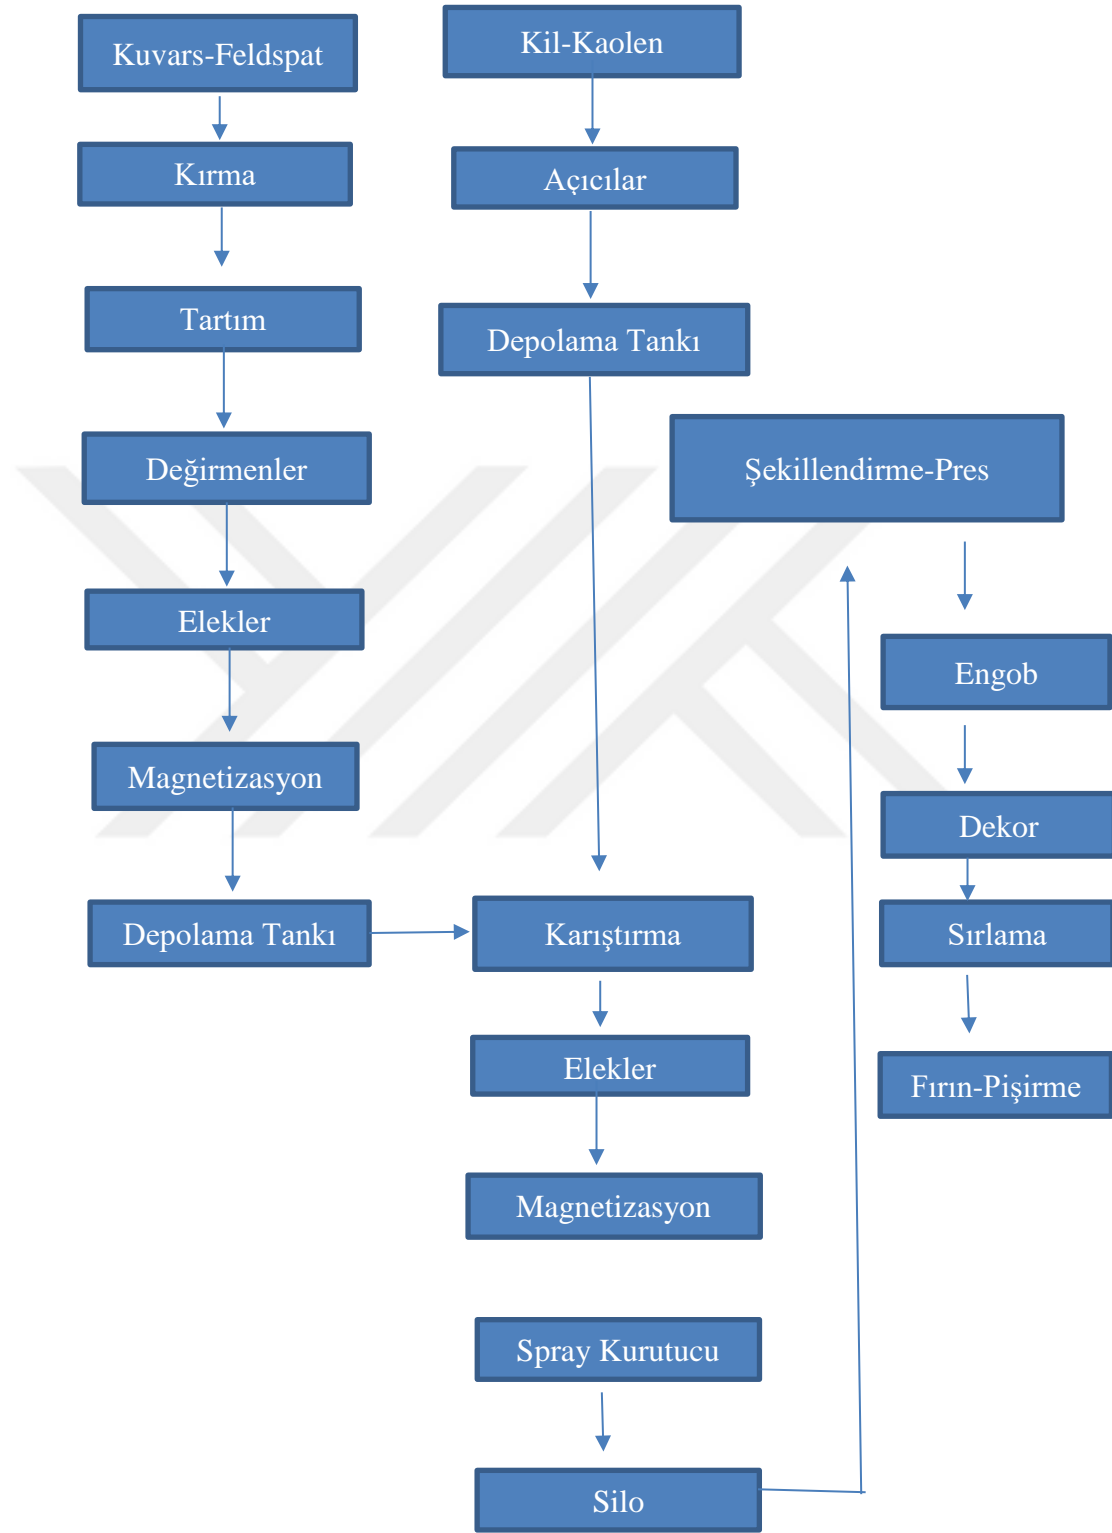 Kuvars-Feldspat
Kırma
Tartım
Değirmenler
Elekler
Magnetizasyon
Depolama Tankı
Kil-Kaolen
Açıcılar
Depolama Tankı
Karıştırma
Elekler
Magnetizasyon
Spray Kurutucu
Silo
Şekillendirme-Pres
Engob
Dekor
Sırlama
Fırın-Pişirme